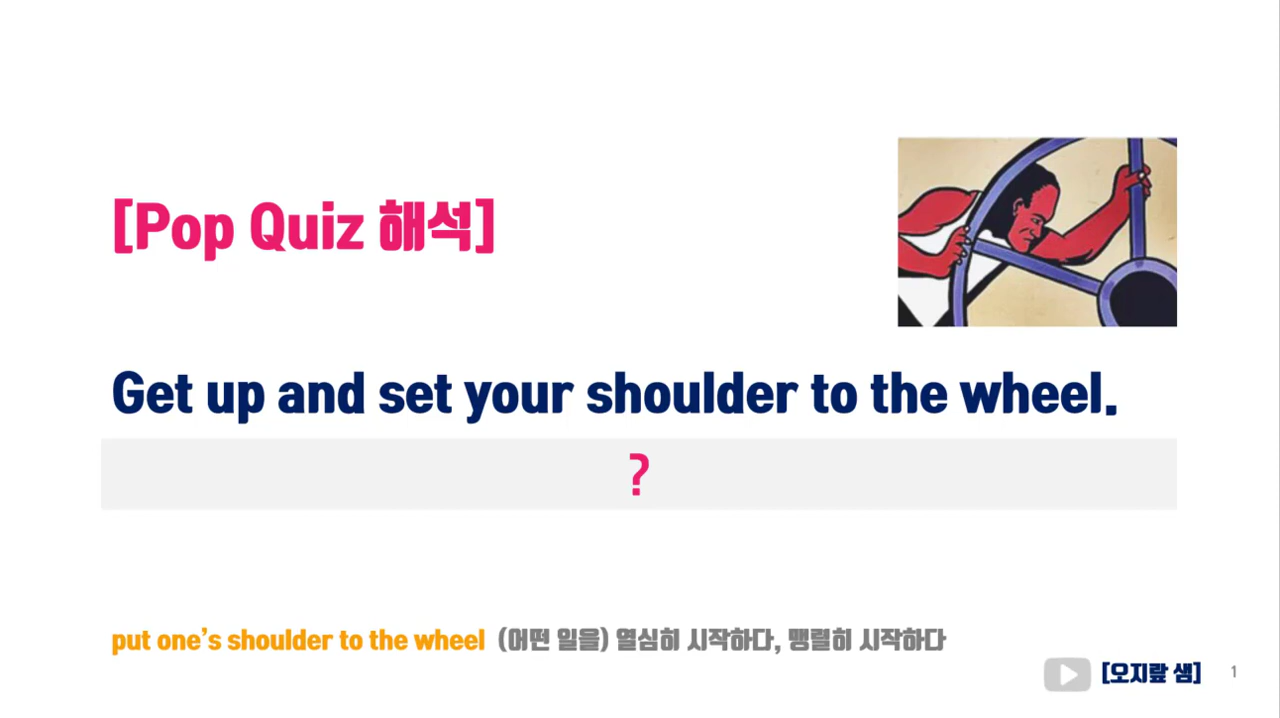 [Pop Quiz 해석]
Get up and set your shoulder to the wheel.
?
put one's shoulder to the wheel (어떤 일을) 열심히 시작하다, 맹렬히 시작하다
[오지랖 샘] 1